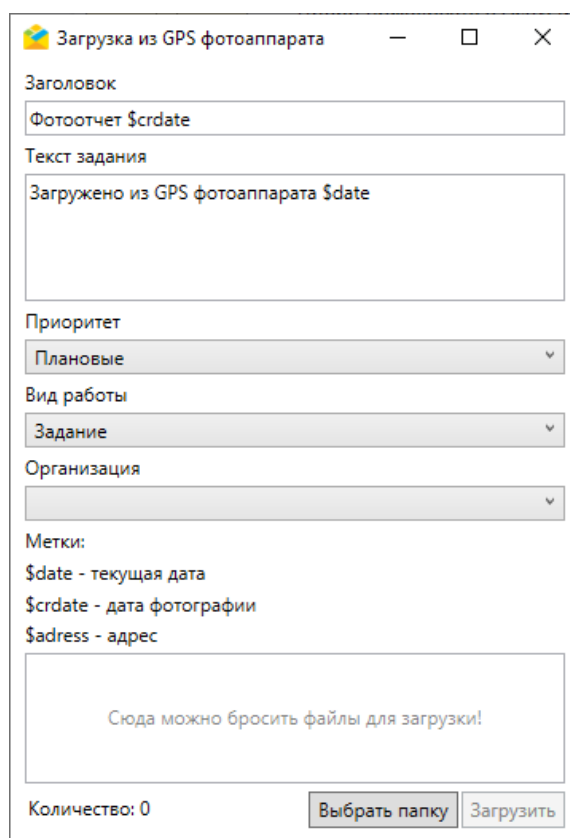 Загрузка из GPS фотоаппарата
Заголовок
Фотоотчет $crdate
Текст задания
Загружено из GPS фотоаппарата $date
Приоритет
Плановые
Вид работы
Задание
Организация
Метки:
$date - текущая дата
$crdate - дата фотографии
$adress - адрес
Сюда можно бросить файлы для загрузки!
Количество: 0 Выбрать папку Загрузить